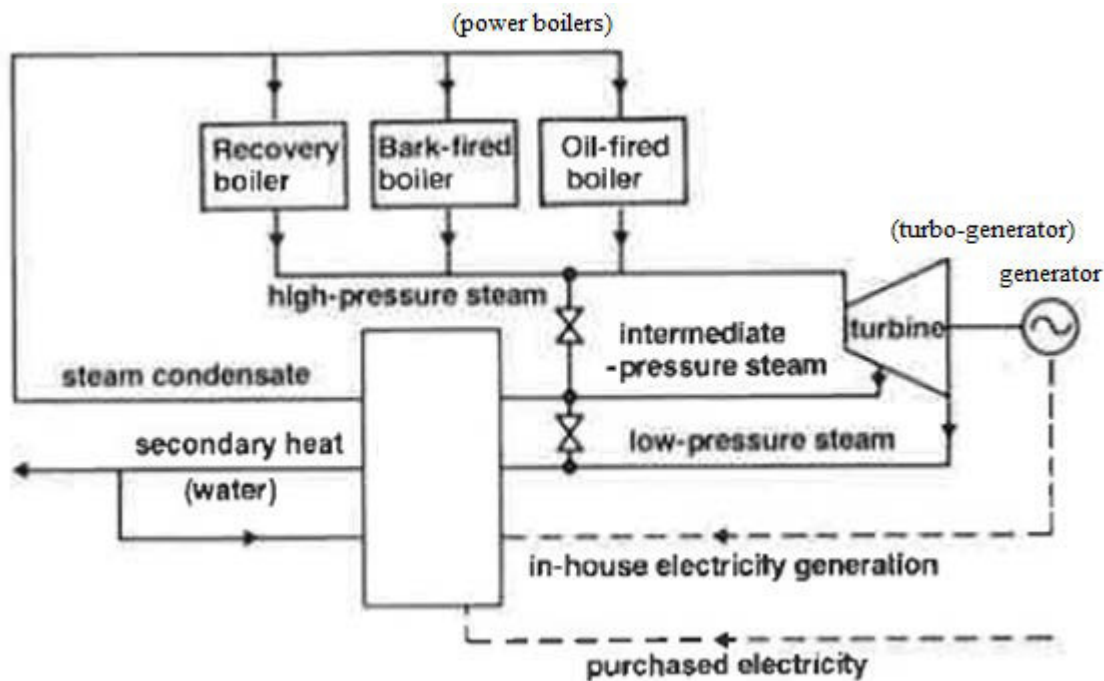 (power boilers)
Recovery
boiler
Bark-fired
boiler
Oil-fired
boiler
(turbo-generator)
generator
high-pressure steam
turbine
intermediate
-pressure steam
steam condensate
low-pressure steam
secondary heat
(water)
in-house electricity generation
purchased electricity